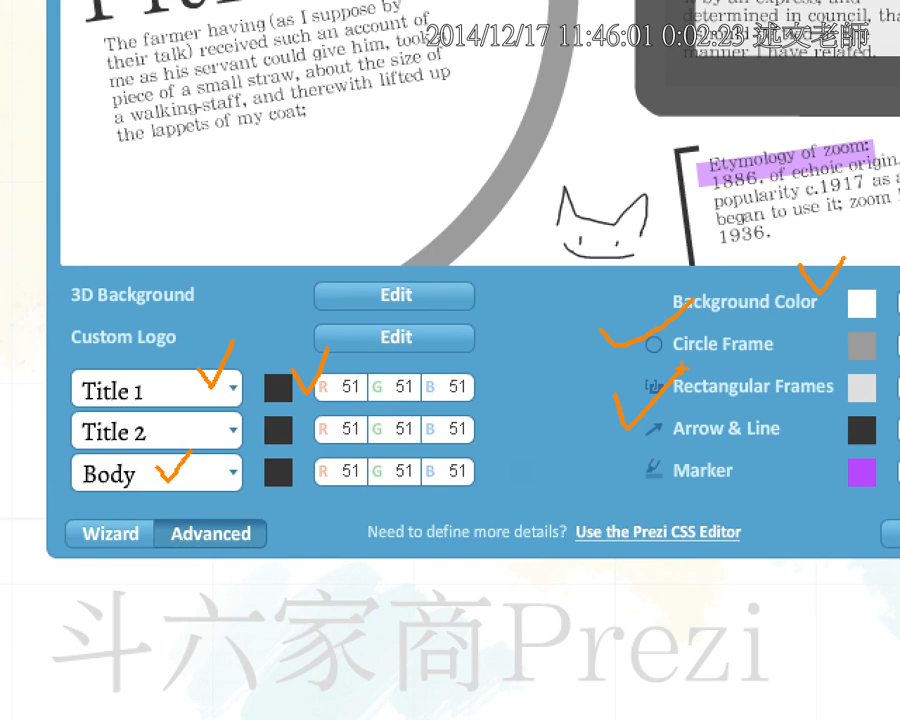 The farmer having (as I suppose by
their talk) received such an account of
me as his servant could give him, took
piece of a small straw, about the size of
a walking-staff, and therewith lifted up
the lappets of my coat;
determined in council, tha
manner I have related.
2014/12/17 11:46:01 0:02:23 述文老師
Etymology of zoom:
1886, of echoic origin.
popularity c.1917 as a
began to use it; zoom
1936.
3D Background Edit Background Color
Custom Logo Edit Circle Frame
Title 1 R 51 G 51 B 51 Rectangular Frames
Title 2 R 51 G 51 B 51 Arrow & Line
Body R 51 G 51 B 51 Marker
Wizard Advanced Need to define more details? Use the Prezi CSS Editor
斗六家商Prezi